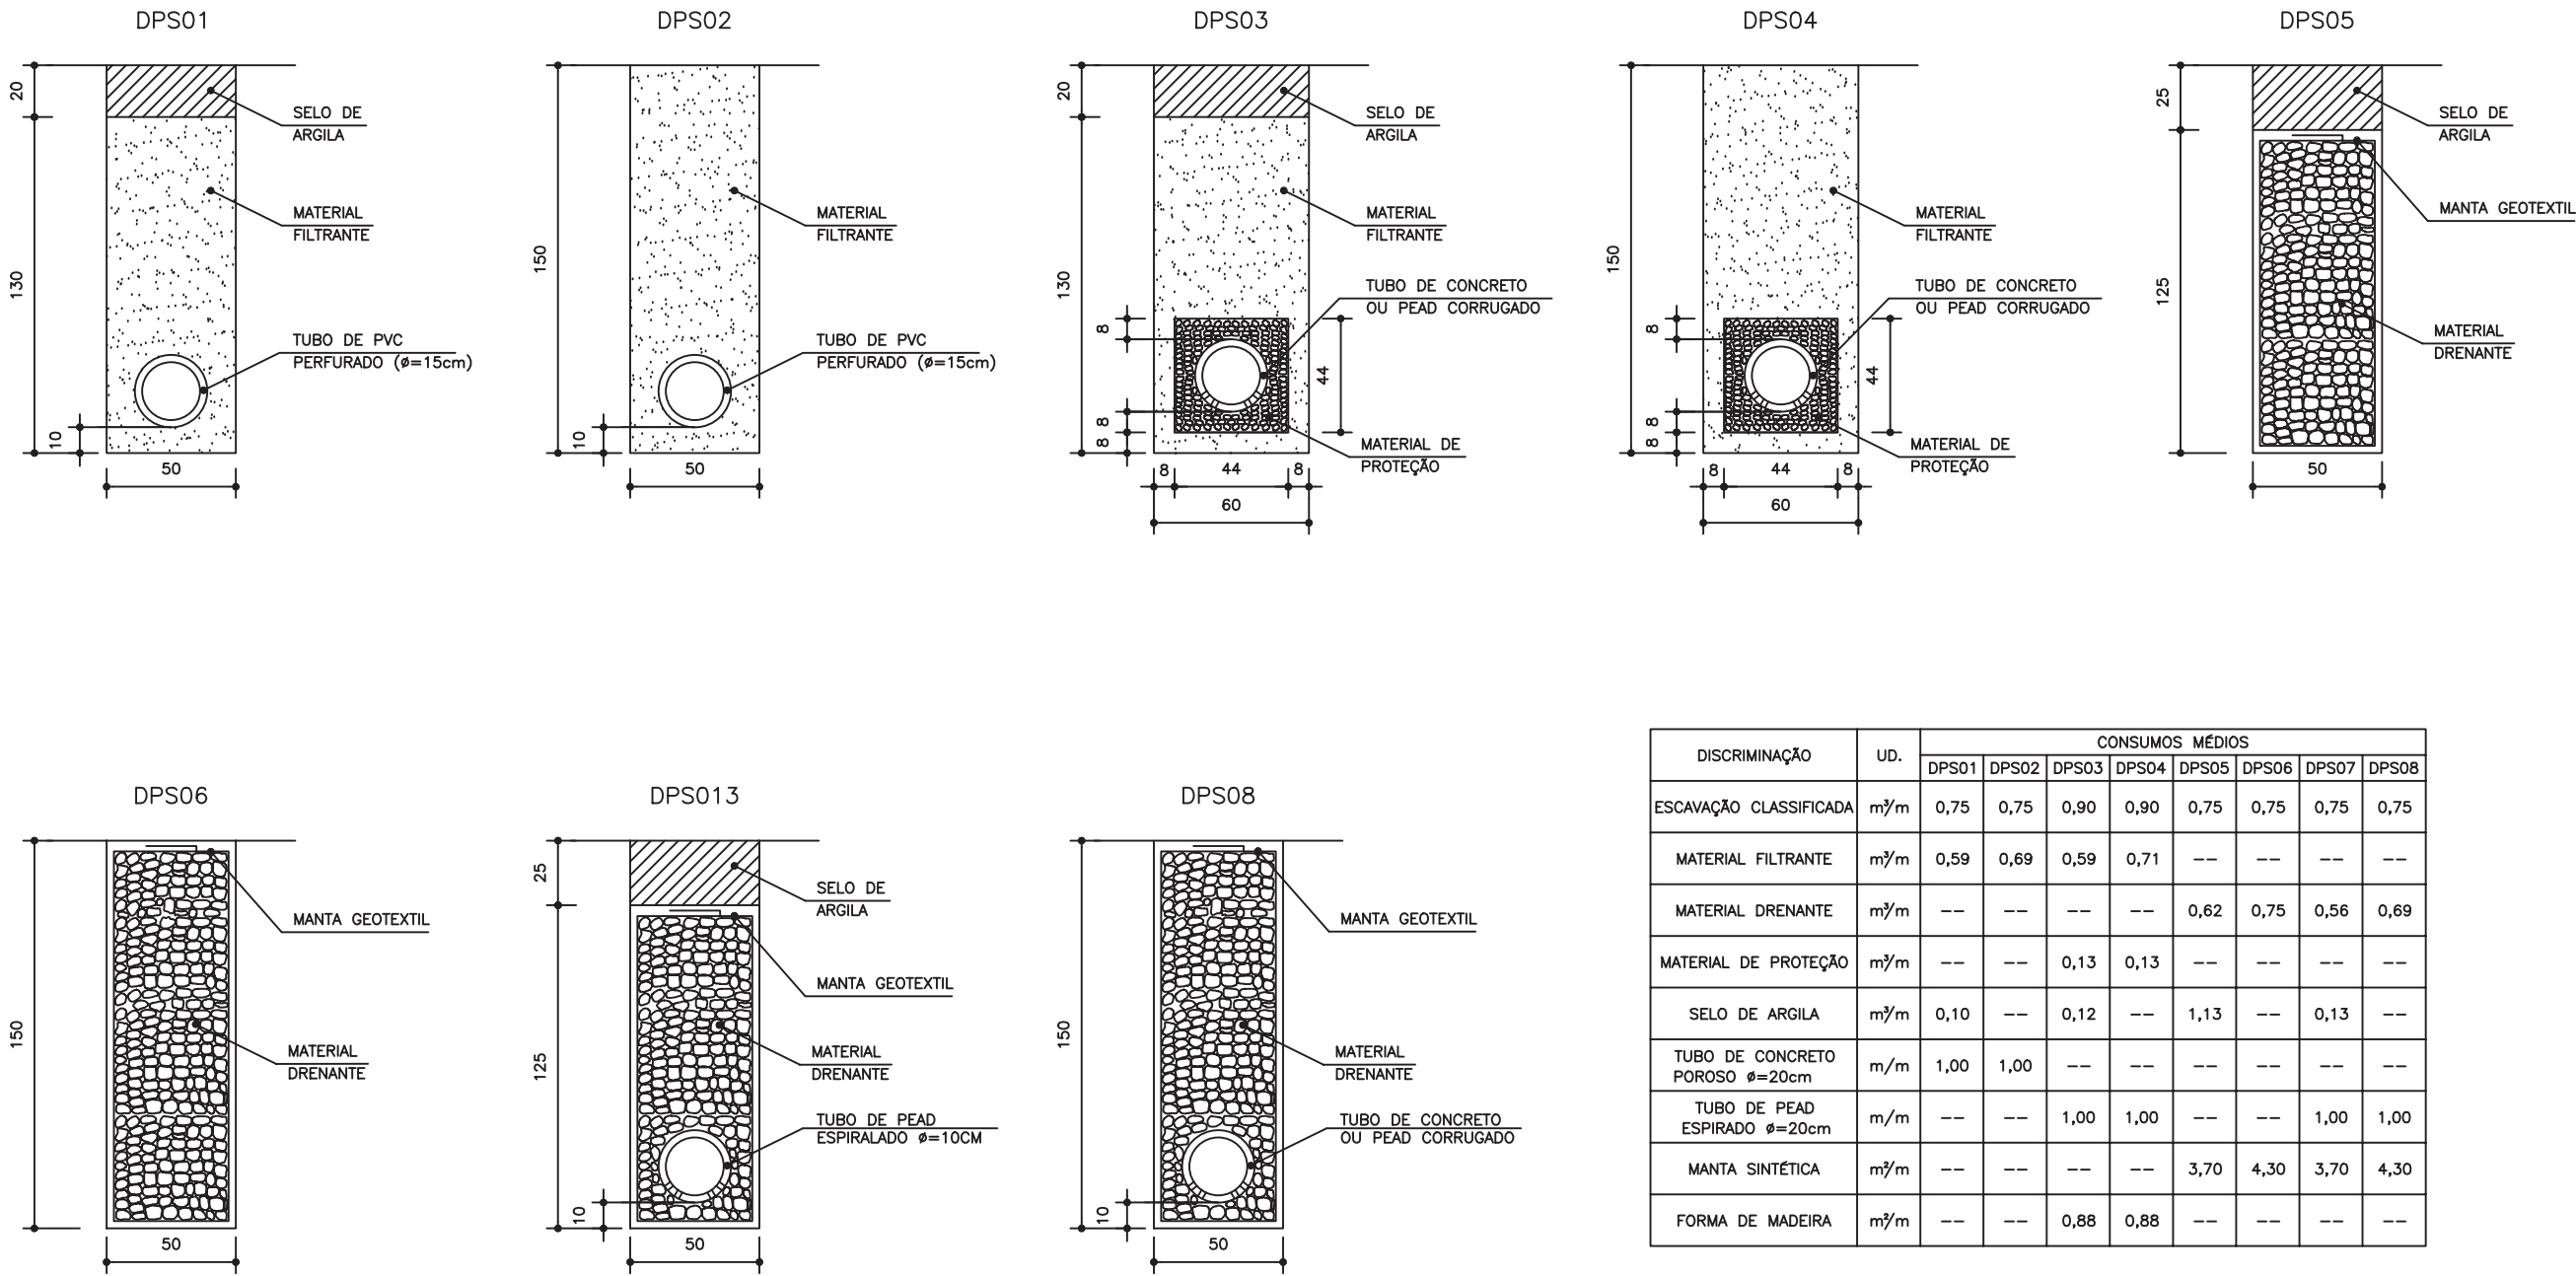 DPS01
20
130
10
50
SELO DE
ARGILA
MATERIAL
FILTRANTE
TUBO DE PVC
PERFURADO (ø=15cm)
DPS02
150
10
50
MATERIAL
FILTRANTE
TUBO DE PVC
PERFURADO (ø=15cm)
DPS03
20
130
8
8
8
44
8 44 8
60
SELO DE
ARGILA
MATERIAL
FILTRANTE
TUBO DE CONCRETO
OU PEAD CORRUGADO
MATERIAL DE
PROTEÇÃO
DPS04
150
8
8
8
44
8 44 8
60
MATERIAL
FILTRANTE
TUBO DE CONCRETO
OU PEAD CORRUGADO
MATERIAL DE
PROTEÇÃO
DPS05
25
125
50
SELO DE
ARGILA
MANTA GEOTEXTIL
MATERIAL
DRENANTE
DPS06
150
50
MANTA GEOTEXTIL
MATERIAL
DRENANTE
DPS013
25
125
10
50
SELO DE
ARGILA
MANTA GEOTEXTIL
MATERIAL
DRENANTE
TUBO DE PEAD
ESPIRALADO ø=10CM
DPS08
150
10
50
MANTA GEOTEXTIL
MATERIAL
DRENANTE
TUBO DE CONCRETO
OU PEAD CORRUGADO
DISCRIMINAÇÃO UD. CONSUMOS MÉDIOS
DPS01 DPS02 DPS03 DPS04 DPS05 DPS06 DPS07 DPS08
ESCAVAÇÃO CLASSIFICADA m³/m 0,75 0,75 0,90 0,90 0,75 0,75 0,75 0,75
MATERIAL FILTRANTE m³/m 0,59 0,69 0,59 0,71 -- -- -- --
MATERIAL DRENANTE m³/m -- -- -- -- 0,62 0,75 0,56 0,69
MATERIAL DE PROTEÇÃO m³/m -- -- 0,13 0,13 -- -- -- --
SELO DE ARGILA m³/m 0,10 -- 0,12 -- 1,13 -- 0,13 --
TUBO DE CONCRETO
POROSO ø=20cm m/m 1,00 1,00 -- -- -- -- -- --
TUBO DE PEAD
ESPIRADO ø=20cm m/m -- -- 1,00 1,00 -- -- 1,00 1,00
MANTA SINTÉTICA m²/m -- -- -- -- 3,70 4,30 3,70 4,30
FORMA DE MADEIRA m²/m -- -- 0,88 0,88 -- -- -- --